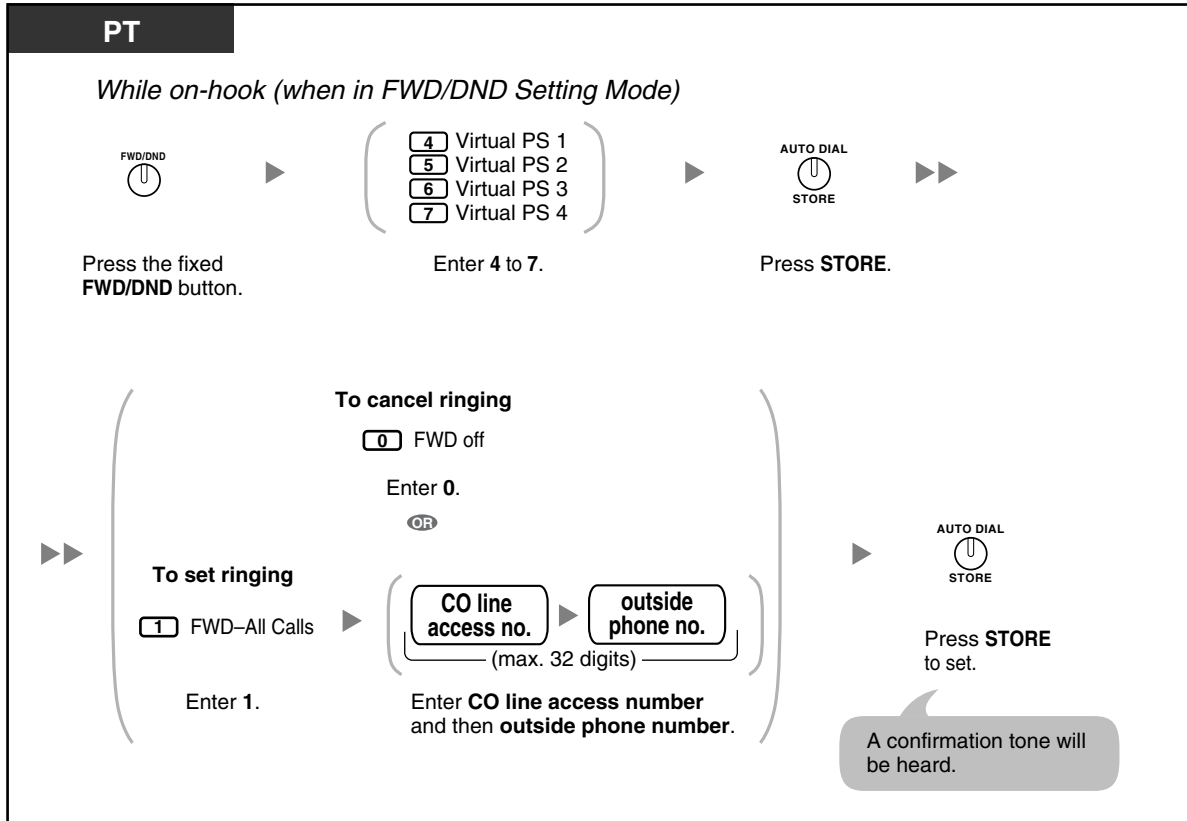 PT
While on-hook (when in FWD/DND Setting Mode)
FWD/DND
4 Virtual PS 1
5 Virtual PS 2
6 Virtual PS 3
7 Virtual PS 4
AUTO DIAL
STORE
Press the fixed
FWD/DND button.
Enter 4 to 7.
Press STORE.
To cancel ringing
0 FWD off
Enter 0.
OR
To set ringing
1 FWD–All Calls
Enter 1.
CO line
access no.
outside
phone no.
(max. 32 digits)
Enter CO line access number
and then outside phone number.
AUTO DIAL
STORE
Press STORE
to set.
A confirmation tone will
be heard.